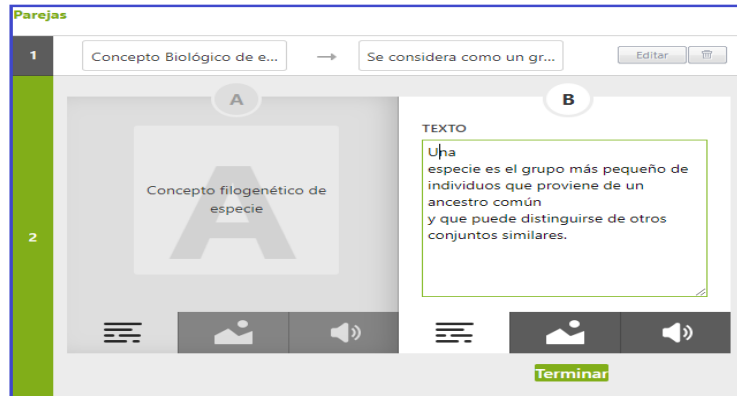 Parejas
1
Concepto Biológico de e...
→
Se considera como un gr...
Editar
A
Concepto filogenético de
especie
B
TEXTO
Una
especie es el grupo más pequeño de
individuos que proviene de un
ancestro común
y que puede distinguirse de otros
conjuntos similares.
2
Terminar